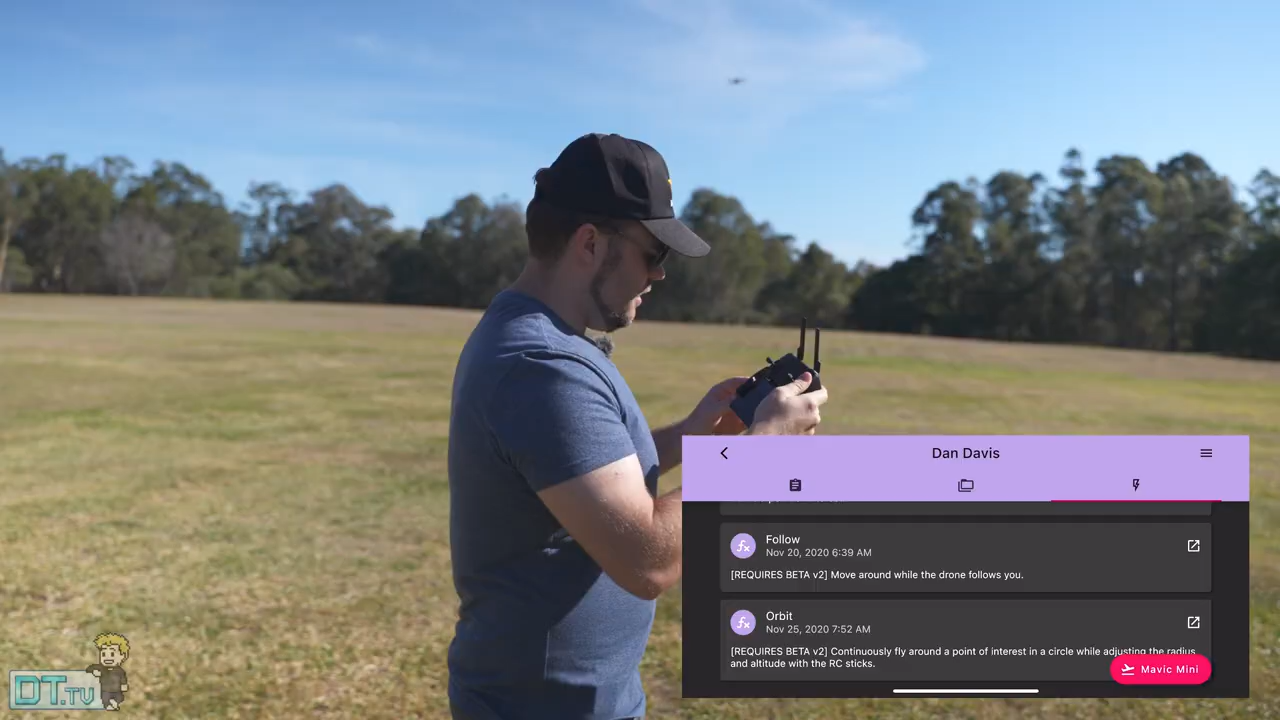 Dan Davis
Follow
Nov 20, 2020 6:39 AM
[REQUIRES BETA v2] Move around while the drone follows you.
Orbit
Nov 25, 2020 7:52 AM
[REQUIRES BETA v2] Continuously fly around a point of interest in a circle while adjusting the radius
and altitude with the RC sticks.
Mavic Mini
DT.TV